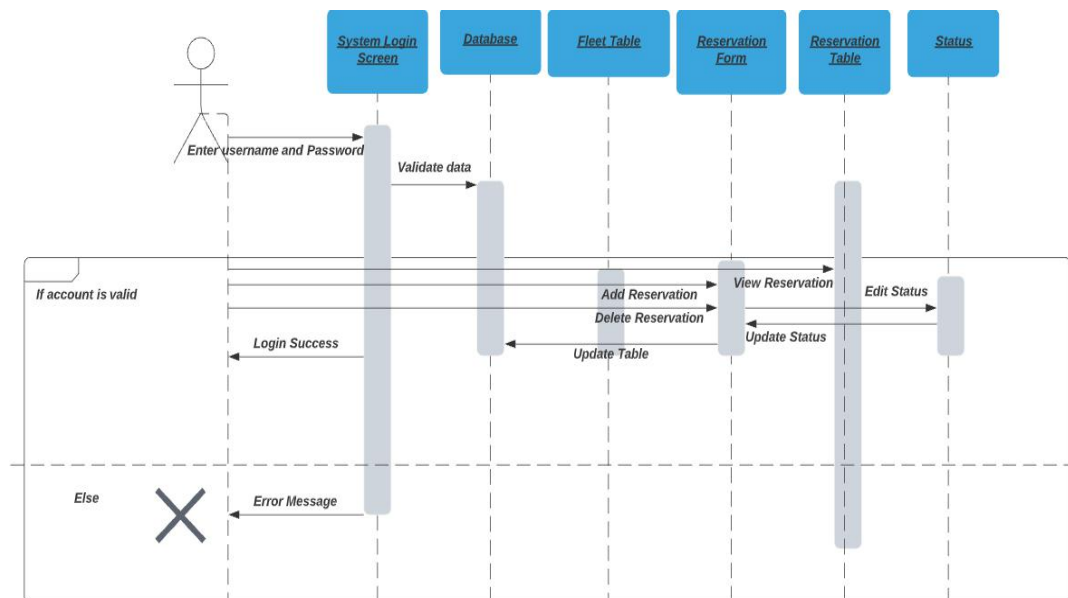 System Login
Screen
Database
Fleet Table
Reservation
Form
Reservation
Table
Status
Enter username and Password
Validate data
If account is valid
View Reservation
Edit Status
Add Reservation
Delete Reservation
Update Status
Login Success
Update Table
Else
Error Message